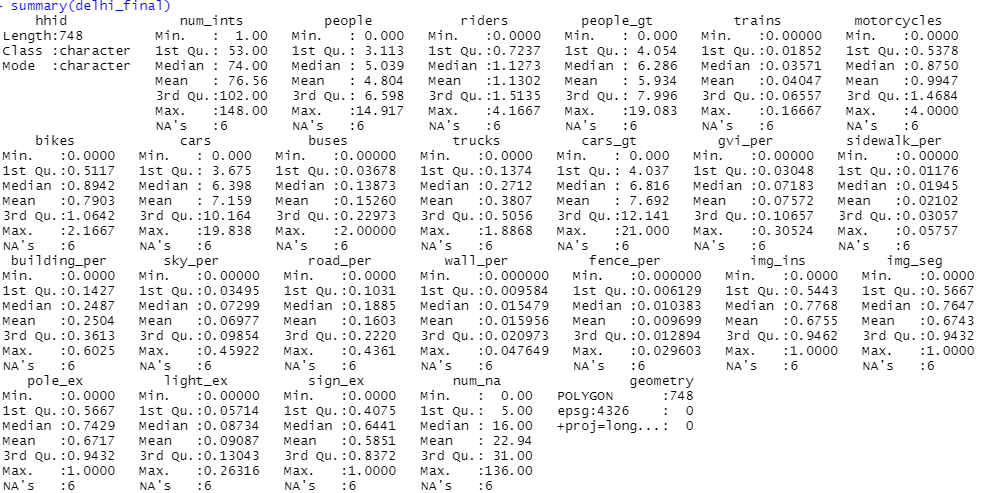 > summary(delhi_final)
hhid num_ints people riders people_gt trains motorcycles
Length:748 Min. : 1.00 Min. : 0.000 Min. :0.0000 Min. : 0.000 Min. :0.00000 Min. :0.0000
Class :character 1st Qu.: 53.00 1st Qu.: 3.113 1st Qu.:0.7237 1st Qu.: 4.054 1st Qu.:0.01852 1st Qu.:0.5378
Mode :character Median : 74.00 Median : 5.039 Median :1.1273 Median : 6.286 Median :0.03571 Median :0.8750
Mean : 76.56 Mean : 4.804 Mean :1.1302 Mean : 5.934 Mean :0.04047 Mean :0.9947
3rd Qu.:102.00 3rd Qu.: 6.598 3rd Qu.:1.5135 3rd Qu.: 7.996 3rd Qu.:0.06557 3rd Qu.:1.4684
Max. :148.00 Max. :14.917 Max. :4.1667 Max. :19.083 Max. :0.16667 Max. :4.0000
NA's :6 NA's :6 NA's :6 NA's :6 NA's :6 NA's :6
bikes cars buses trucks cars_gt gvi_per sidewalk_per
Min. :0.0000 Min. : 0.000 Min. :0.00000 Min. :0.0000 Min. : 0.000 Min. :0.00000 Min. :0.00000
1st Qu.:0.5117 1st Qu.: 3.675 1st Qu.:0.03678 1st Qu.:0.1374 1st Qu.: 4.037 1st Qu.:0.03048 1st Qu.:0.01176
Median :0.8942 Median : 6.398 Median :0.13873 Median :0.2712 Median : 6.816 Median :0.07183 Median :0.01945
Mean :0.7903 Mean : 7.159 Mean :0.15260 Mean :0.3807 Mean : 7.692 Mean :0.07572 Mean :0.02102
3rd Qu.:1.0642 3rd Qu.:10.164 3rd Qu.:0.22973 3rd Qu.:0.5056 3rd Qu.:12.141 3rd Qu.:0.10657 3rd Qu.:0.03057
Max. :2.1667 Max. :19.838 Max. :2.00000 Max. :1.8868 Max. :21.000 Max. :0.30524 Max. :0.05757
NA's :6 NA's :6 NA's :6 NA's :6 NA's :6 NA's :6 NA's :6
building_per sky_per road_per wall_per fence_per img_ins img_seg
Min. :0.0000 Min. :0.00000 Min. :0.0000 Min. :0.000000 Min. :0.000000 Min. :0.0000 Min. :0.0000
1st Qu.:0.1427 1st Qu.:0.03495 1st Qu.:0.1031 1st Qu.:0.009584 1st Qu.:0.006129 1st Qu.:0.5443 1st Qu.:0.5667
Median :0.2487 Median :0.07299 Median :0.1885 Median :0.015479 Median :0.010383 Median :0.7768 Median :0.7647
Mean :0.2504 Mean :0.06977 Mean :0.1603 Mean :0.015956 Mean :0.009699 Mean :0.6755 Mean :0.6743
3rd Qu.:0.3613 3rd Qu.:0.09854 3rd Qu.:0.2220 3rd Qu.:0.020973 3rd Qu.:0.012894 3rd Qu.:0.9462 3rd Qu.:0.9432
Max. :0.6025 Max. :0.45922 Max. :0.4361 Max. :0.047649 Max. :0.029603 Max. :1.0000 Max. :1.0000
NA's :6 NA's :6 NA's :6 NA's :6 NA's :6 NA's :6 NA's :6
pole_ex light_ex sign_ex num_na geometry
Min. :0.0000 Min. :0.00000 Min. :0.0000 Min. : 0.00 POLYGON :748
1st Qu.:0.5667 1st Qu.:0.05714 1st Qu.:0.4075 1st Qu.: 5.00 epsg:4326 : 0
Median :0.7429 Median :0.08734 Median :0.6441 Median : 16.00 +proj=long...: 0
Mean :0.6717 Mean :0.09087 Mean :0.5851 Mean : 22.94
3rd Qu.:0.9432 3rd Qu.:0.13043 3rd Qu.:0.8372 3rd Qu.: 31.00
Max. :1.0000 Max. :0.26316 Max. :1.0000 Max. :136.00
NA's :6 NA's :6 NA's :6 NA's :6